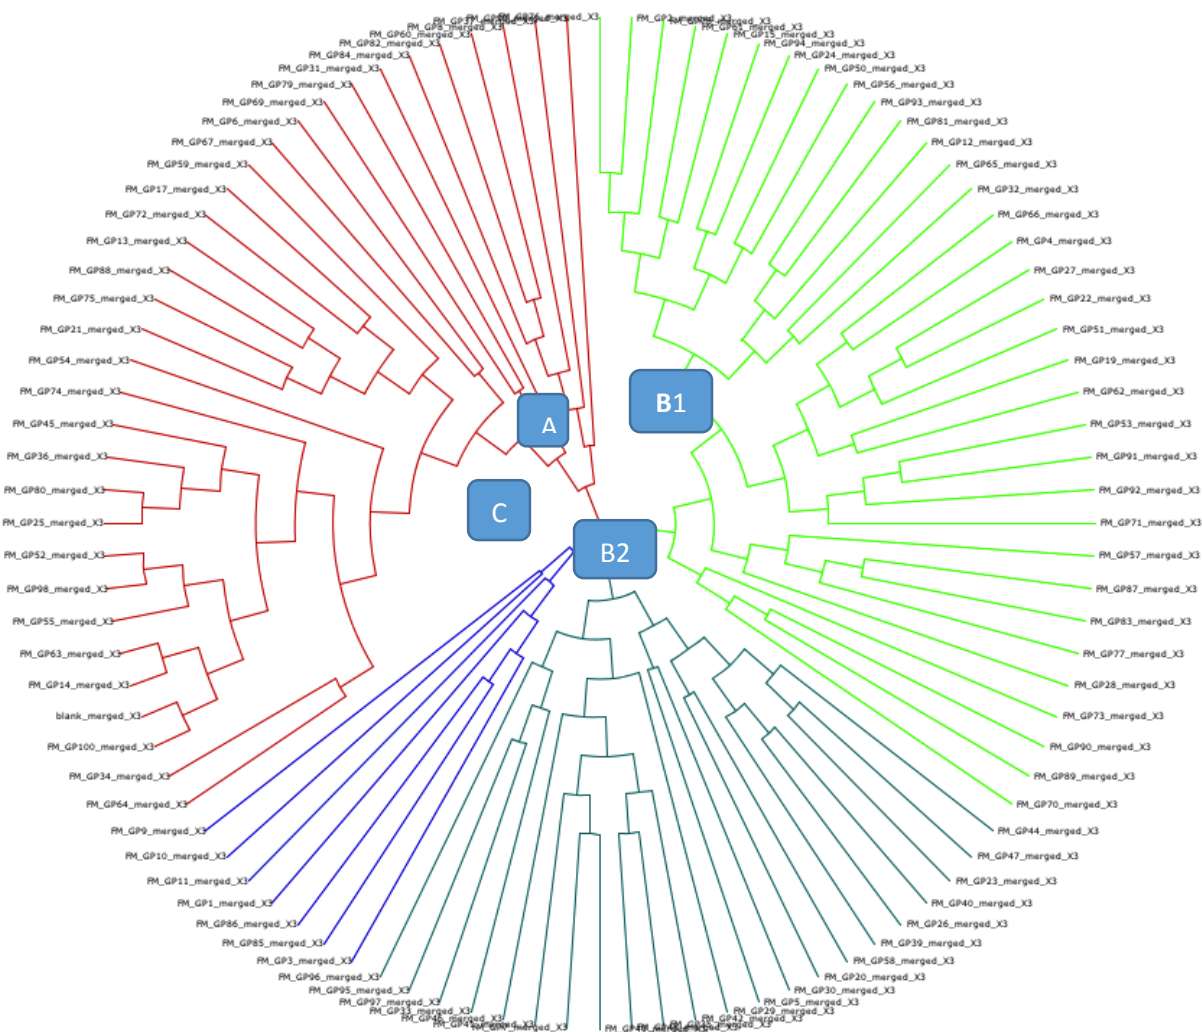 FM_GP60_merged_X3
FM_GP82_merged_X3
FM_GP84_merged_X3
FM_GP31_merged_X3
FM_GP79_merged_X3
FM_GP69_merged_X3
FM_GP6_merged_X3
FM_GP67_merged_X3
FM_GP59_merged_X3
FM_GP17_merged_X3
FM_GP72_merged_X3
FM_GP13_merged_X3
FM_GP88_merged_X3
FM_GP75_merged_X3
FM_GP21_merged_X3
FM_GP54_merged_X3
FM_GP74_merged_X3
FM_GP45_merged_X3
FM_GP36_merged_X3
FM_GP80_merged_X3
FM_GP25_merged_X3
FM_GP52_merged_X3
FM_GP98_merged_X3
FM_GP55_merged_X3
FM_GP63_merged_X3
FM_GP14_merged_X3
blank_merged_X3
FM_GP100_merged_X3
FM_GP34_merged_X3
FM_GP64_merged_X3
FM_GP9_merged_X3
FM_GP10_merged_X3
FM_GP11_merged_X3
FM_GP1_merged_X3
FM_GP86_merged_X3
FM_GP85_merged_X3
FM_GP3_merged_X3
FM_GP96_merged_X3
FM_GP95_merged_X3
FM_GP97_merged_X3
FM_GP33_merged_X3
A
B1
C
B2
FM_GP15_merged_X3
FM_GP94_merged_X3
FM_GP24_merged_X3
FM_GP50_merged_X3
FM_GP56_merged_X3
FM_GP93_merged_X3
FM_GP81_merged_X3
FM_GP12_merged_X3
FM_GP65_merged_X3
FM_GP32_merged_X3
FM_GP66_merged_X3
FM_GP4_merged_X3
FM_GP27_merged_X3
FM_GP22_merged_X3
FM_GP51_merged_X3
FM_GP19_merged_X3
FM_GP62_merged_X3
FM_GP53_merged_X3
FM_GP91_merged_X3
FM_GP92_merged_X3
FM_GP71_merged_X3
FM_GP57_merged_X3
FM_GP87_merged_X3
FM_GP83_merged_X3
FM_GP77_merged_X3
FM_GP28_merged_X3
FM_GP73_merged_X3
FM_GP90_merged_X3
FM_GP89_merged_X3
FM_GP70_merged_X3
FM_GP44_merged_X3
FM_GP47_merged_X3
FM_GP23_merged_X3
FM_GP40_merged_X3
FM_GP26_merged_X3
FM_GP39_merged_X3
FM_GP58_merged_X3
FM_GP20_merged_X3
FM_GP30_merged_X3
FM_GP5_merged_X3
FM_GP29_merged_X3
FM_GP42_merged_X3